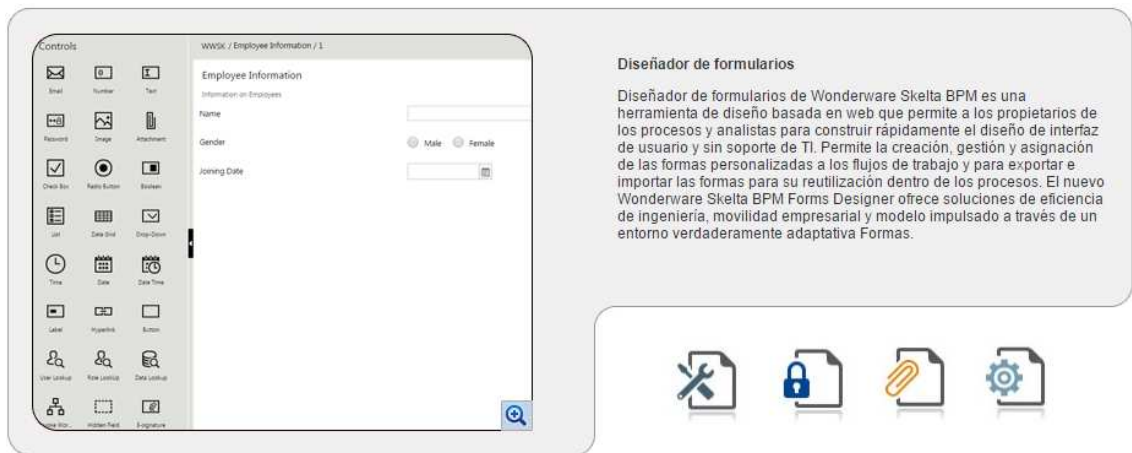 Controls
WWSK / Employee Information / 1
Email
Number
Text
Employee Information
Information on Employees
Name
Password
Image
Attachment
Gender
Male
Female
Check Box
Radio Button
Boolean
Joining Date
List
Data Grid
Drop-Down
Time
Date
Date Time
Label
Hyperlink
Button
User Lookup
Role Lookup
Data Lookup
Hidden Field
E-signature
Diseñador de formularios
Diseñador de formularios de Wonderware Skelta BPM es una
herramienta de diseño basada en web que permite a los propietarios de
los procesos y analistas para construir rápidamente el diseño de interfaz
de usuario y sin soporte de TI. Permite la creación, gestión y asignación
de las formas personalizadas a los flujos de trabajo y para exportar e
importar las formas para su reutilización dentro de los procesos. El nuevo
Wonderware Skelta BPM Forms Designer ofrece soluciones de eficiencia
de ingeniería, movilidad empresarial y modelo impulsado a través de un
entorno verdaderamente adaptativa Formas.